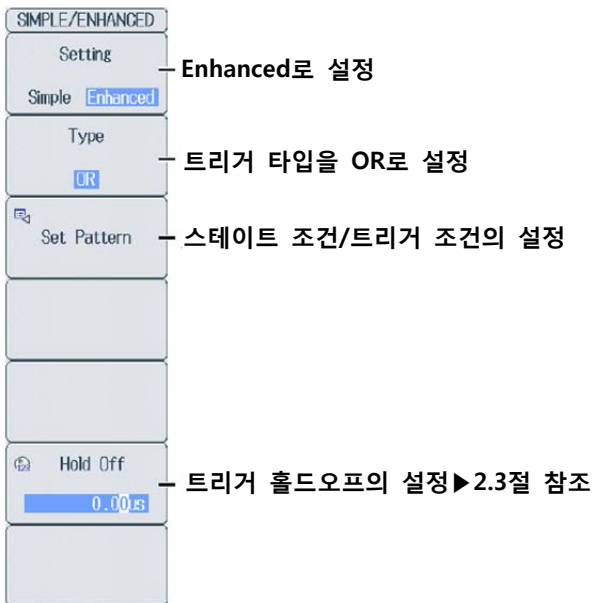 SIMPLE/ENHANCED
Setting
Simple Enhanced
Enhanced로 설정
Type
OR
트리거 타입을 OR로 설정
Set Pattern
스테이트 조건/트리거 조건의 설정
Hold Off
0.00us
트리거 홀드오프의 설정▶2.3절 참조